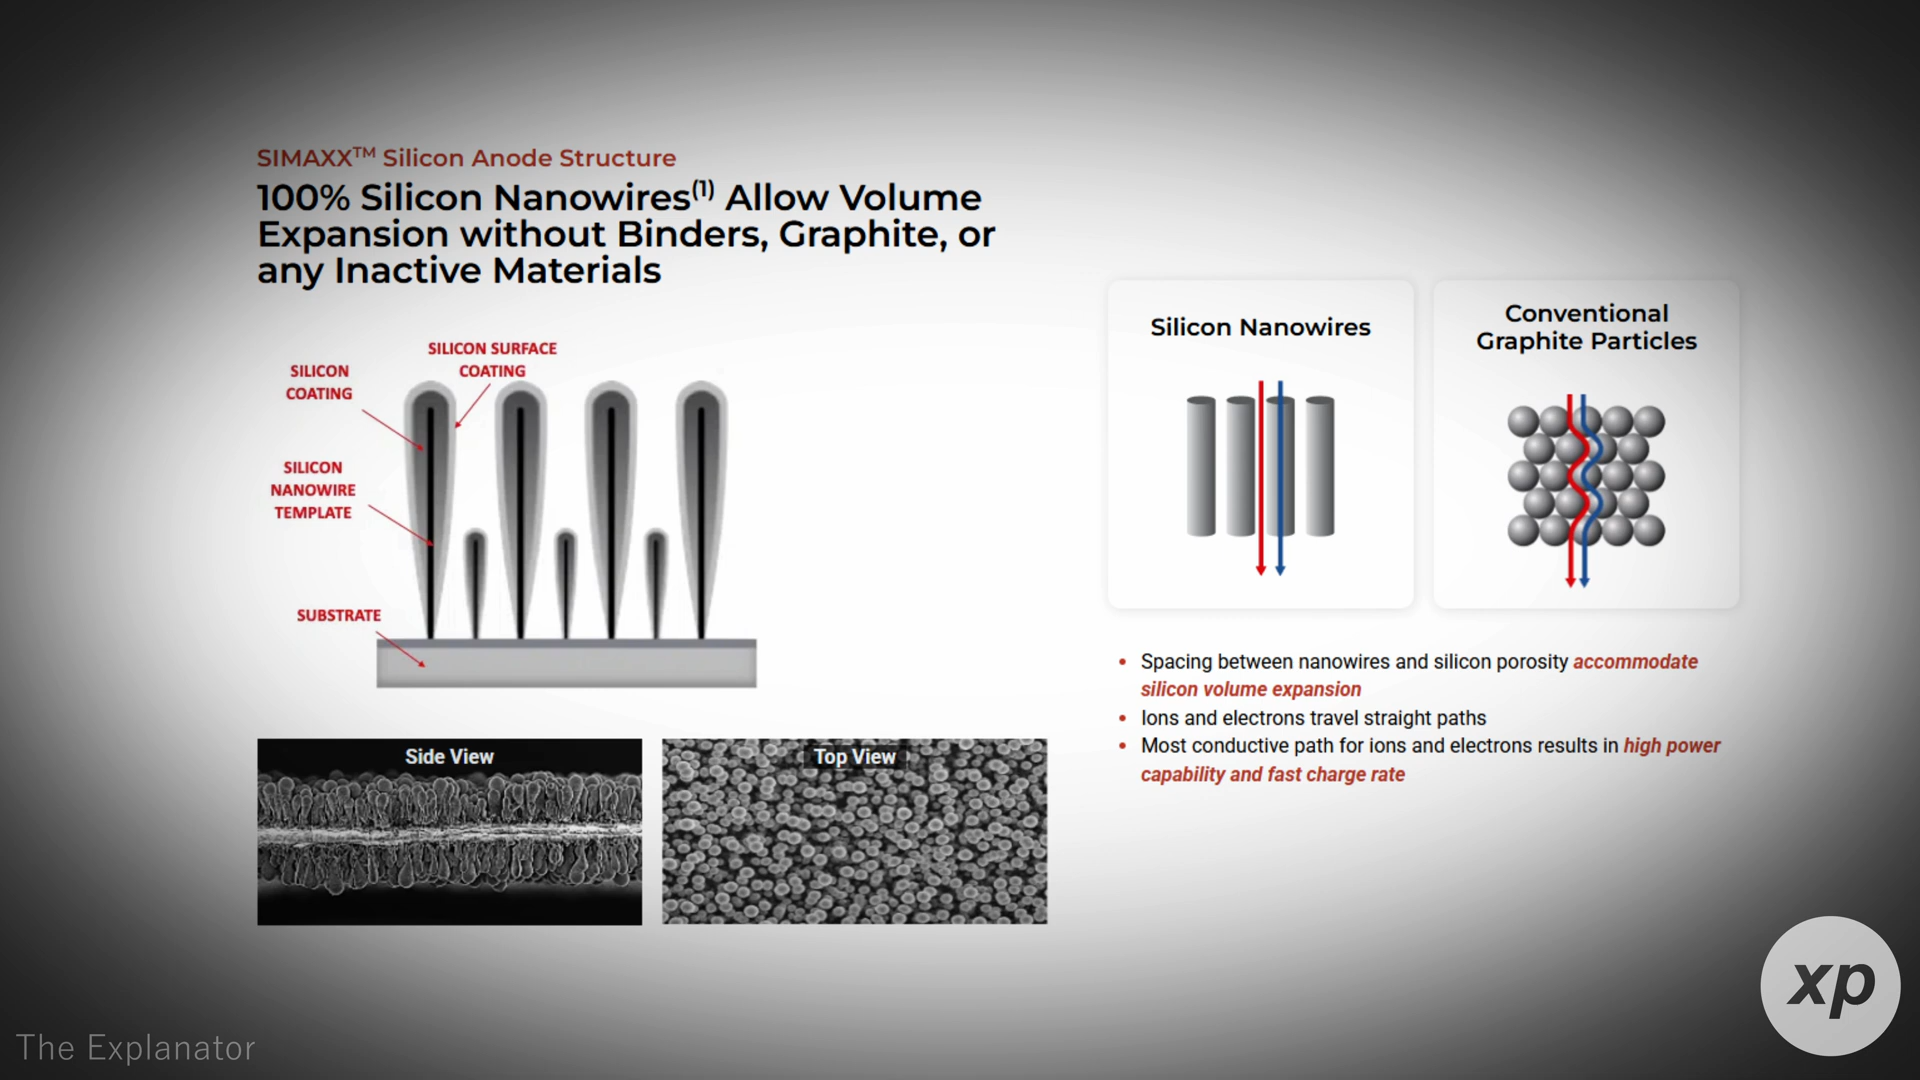 SIMAXX™ Silicon Anode Structure
100% Silicon Nanowires(1) Allow Volume
Expansion without Binders, Graphite, or
any Inactive Materials
SILICON SURFACE
COATING
SILICON
COATING
SILICON
NANOWIRE
TEMPLATE
SUBSTRATE
Side View
Top View
Silicon Nanowires
Conventional
Graphite Particles
• Spacing between nanowires and silicon porosity accommodate
silicon volume expansion
• Ions and electrons travel straight paths
• Most conductive path for ions and electrons results in high power
capability and fast charge rate
xp
The Explanator